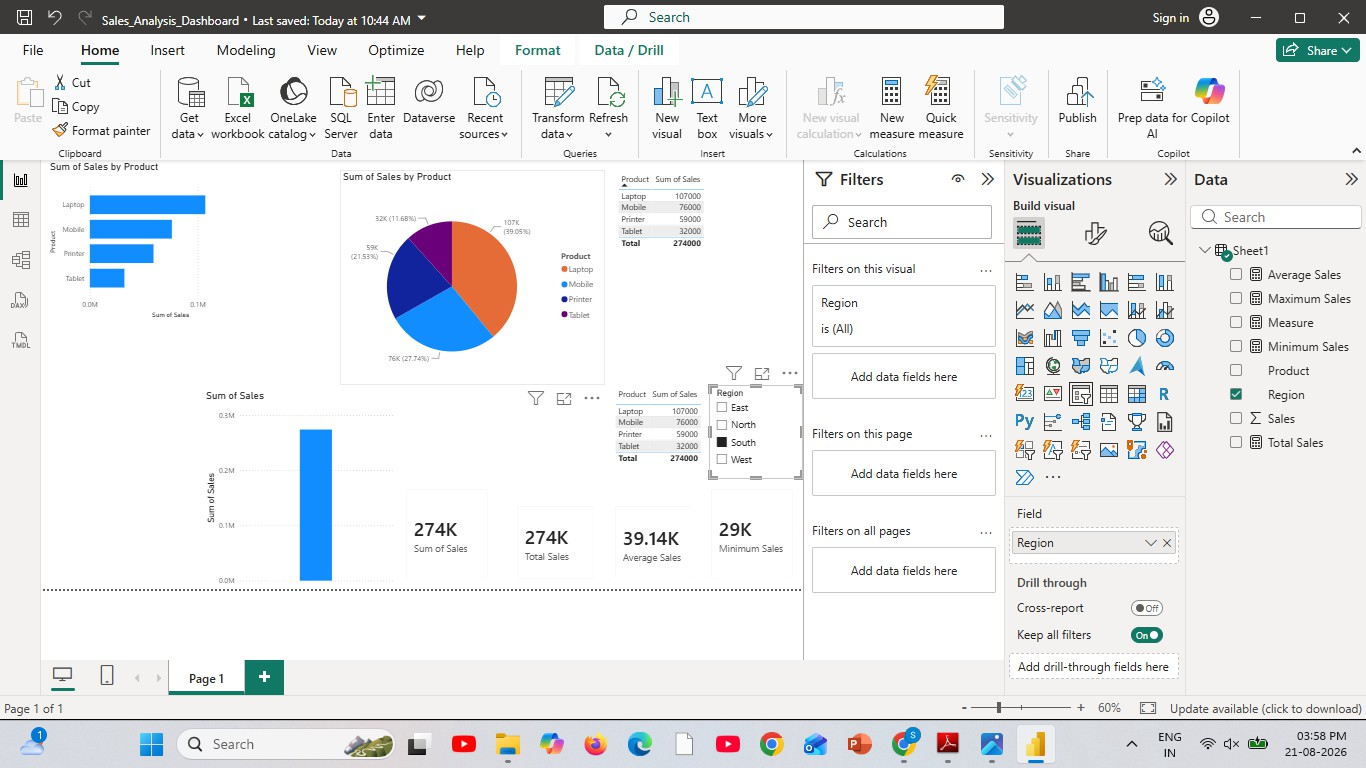 Sales_Analysis_Dashboard • Last saved: Today at 10:44 AM
Search
Sign in
File Home Insert Modeling View Optimize Help Format Data / Drill
Share
Paste
Cut
Copy
Format painter
Clipboard
Get data
Excel workbook
OneLake catalog
SQL Server
Enter data
Dataverse
Recent sources
Data
Transform data
Refresh
Queries
New visual
Text box
More visuals
Insert
New visual calculation
New measure
Quick measure
Calculations
Sensitivity
Sensitivity
Publish
Share
Prep data for AI
Copilot
Copilot
DAX
TMDL
Sum of Sales by Product
Product
Laptop
Mobile
Printer
Tablet
0.0M 0.1M
Sum of Sales
Sum of Sales by Product
32K (11.68%)
107K
(39.05%)
59K
(21.53%)
76K (27.74%)
Product
Laptop
Mobile
Printer
Tablet
Product Sum of Sales
Laptop 107000
Mobile 76000
Printer 59000
Tablet 32000
Total 274000
Sum of Sales
Sum of Sales
0.3M
0.2M
0.1M
0.0M
Product Sum of Sales
Laptop 107000
Mobile 76000
Printer 59000
Tablet 32000
Total 274000
Region
East
North
South
West
274K
Sum of Sales
274K
Total Sales
39.14K
Average Sales
29K
Minimum Sales
Filters
Search
Filters on this visual
Region
is (All)
Add data fields here
Filters on this page
Add data fields here
Filters on all pages
Add data fields here
Visualizations
Build visual
123
R
Py
Field
Region
Drill through
Cross-report
Off
Keep all filters
On
Add drill-through fields here
Data
Search
Sheet1
Average Sales
Maximum Sales
Measure
Minimum Sales
Product
Region
Σ Sales
Total Sales
Page 1
Page 1 of 1
- + 60%
Update available (click to download)
1
Search
S
ENG
IN
03:58 PM
21-08-2026